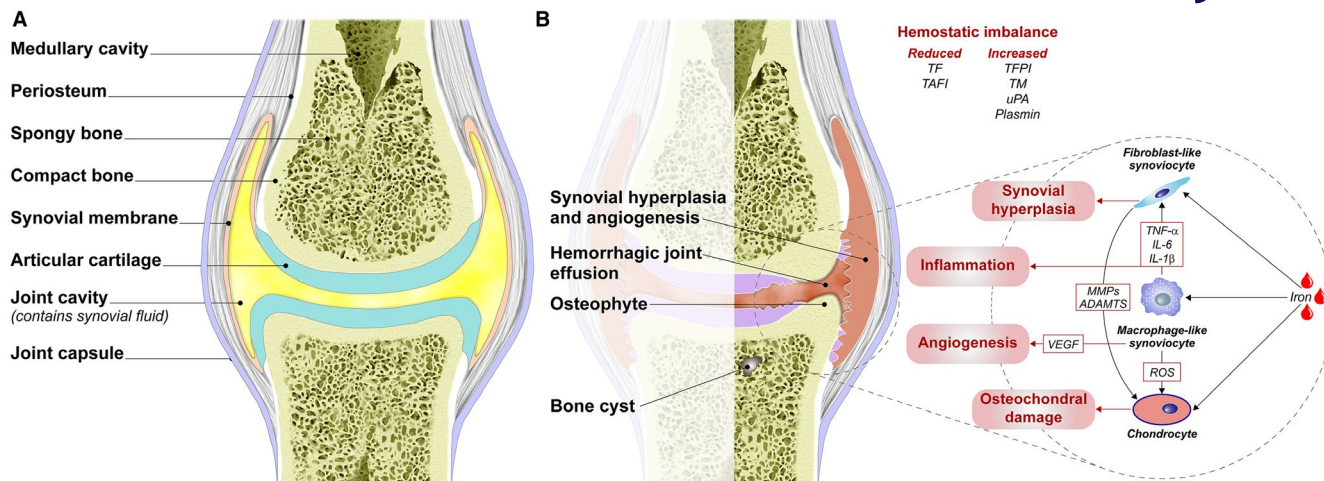 A
Medullary cavity
Periosteum
Spongy bone
Compact bone
Synovial membrane
Articular cartilage
Joint cavity
(contains synovial fluid)
Joint capsule
B
Synovial hyperplasia
and angiogenesis
Hemorrhagic joint
effusion
Osteophyte
Bone cyst
Hemostatic imbalance
Reduced
TF
TAFI
Increased
TFPI
TM
uPA
Plasmin
Fibroblast-like
synoviocyte
Synovial
hyperplasia
TNF-α
IL-6
IL-1β
Inflammation
MMPs
ADAMTS
Iron
Macrophage-like
synoviocyte
Angiogenesis
VEGF
ROS
Osteochondral
damage
Chondrocyte